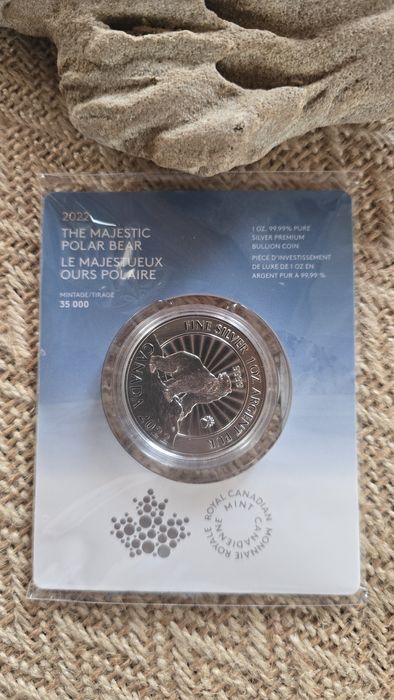 2022
THE MAJESTIC
POLAR BEAR
LE MAJESTUEUX
OURS POLAIRE
MINTAGE/TIRAGE
35 000
1 OZ, 99.99% PURE
SILVER PREMIUM
BULLION COIN
PIÈCE D'INVESTISSEMENT
DE LUXE DE 1 OZ EN
ARGENT PUR À 99,99 %
CANADA
FINE SILVER 1 OZ ARGENT PUR
9999
ROYAL CANADIAN MINT
MONNAIE ROYALE CANADIENNE